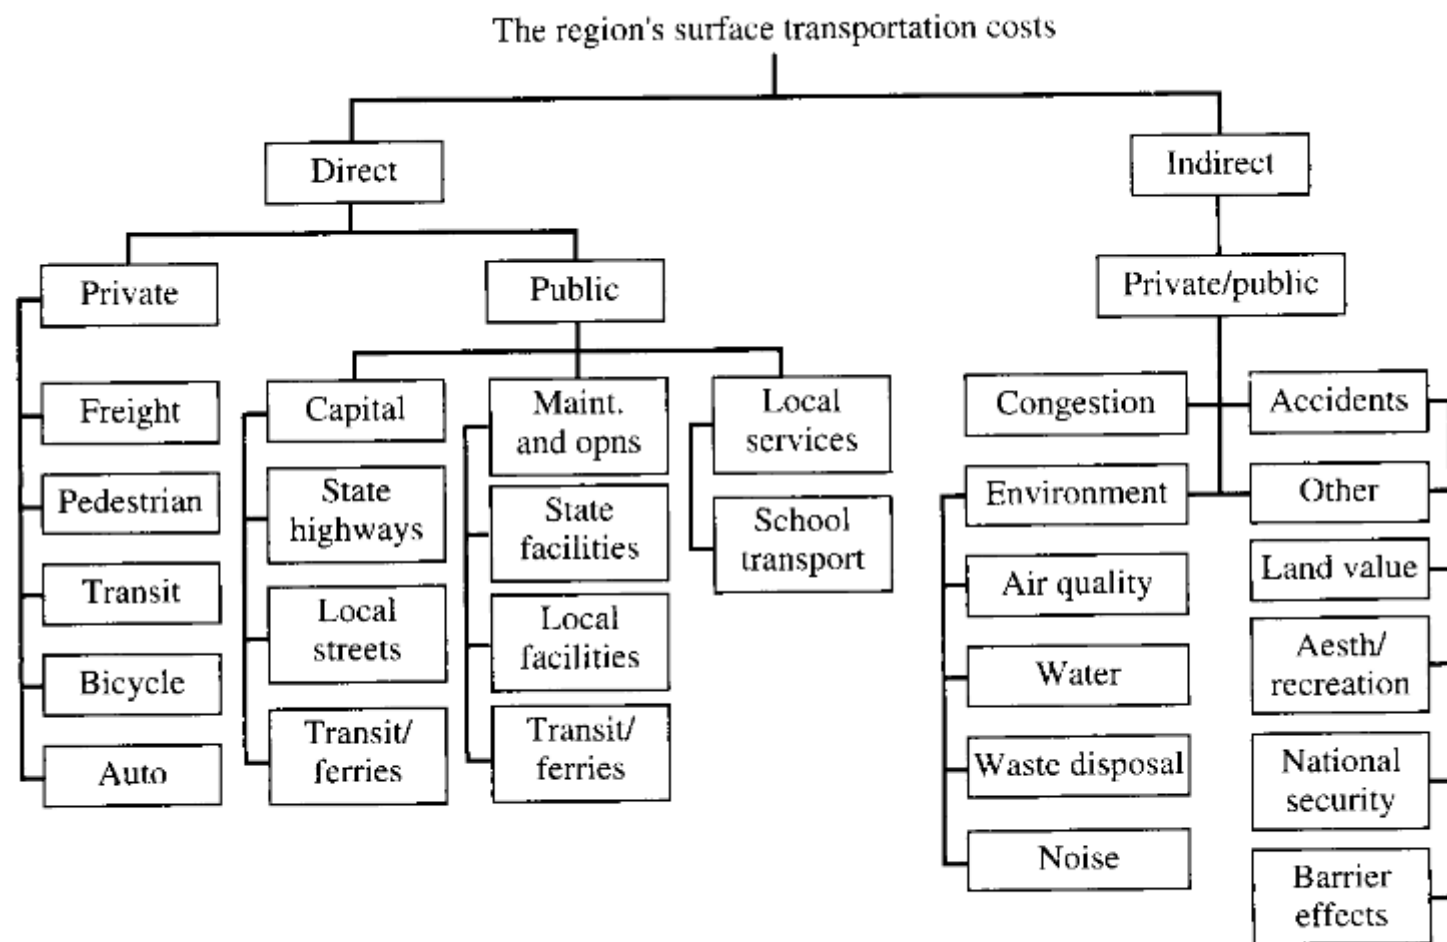 The region's surface transportation costs
Direct
Indirect
Private
Public
Private/public
Freight
Pedestrian
Transit
Bicycle
Auto
Capital
State
highways
Local
streets
Transit/
ferries
Maint.
and opns
State
facilities
Local
facilities
Transit/
ferries
Local
services
School
transport
Congestion
Environment
Air quality
Water
Waste disposal
Noise
Accidents
Other
Land value
Aesth/
recreation
National
security
Barrier
effects